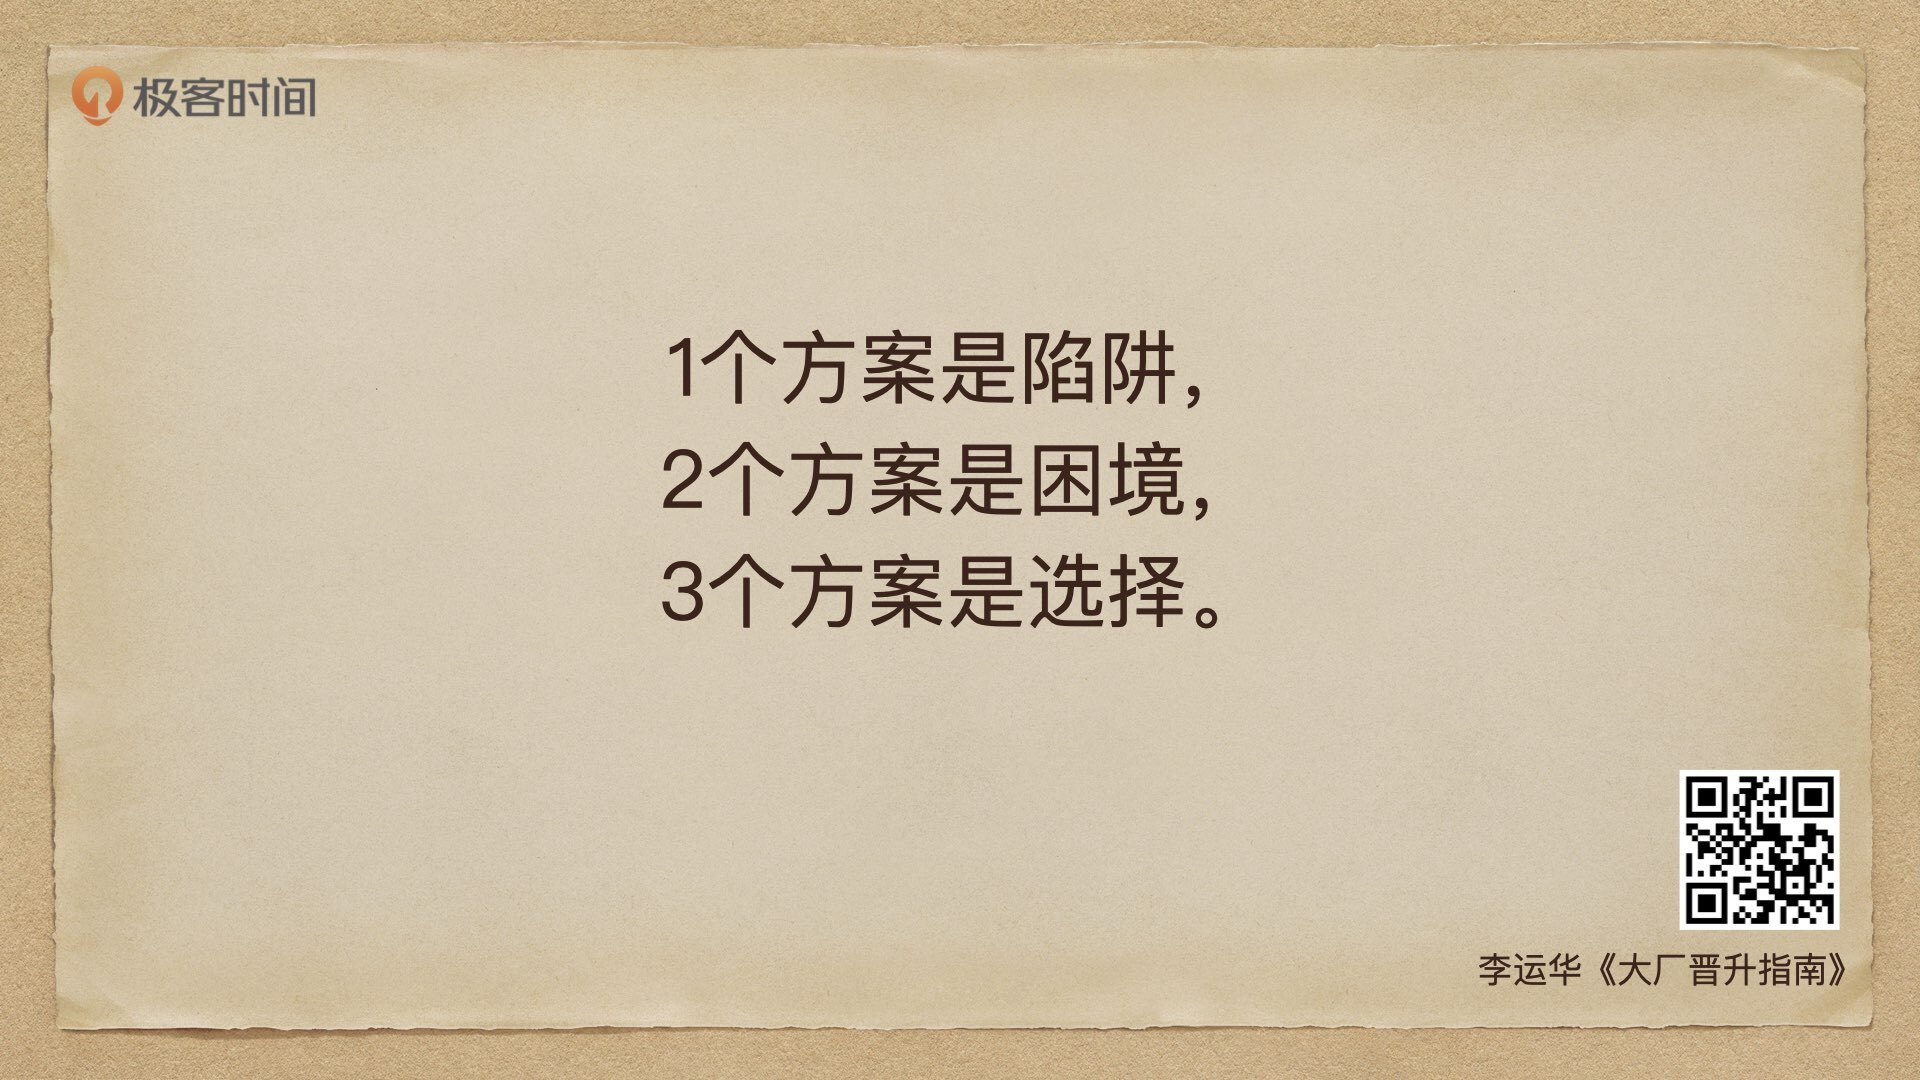 极客时间
1个方案是陷阱，
2个方案是困境，
3个方案是选择。
李运华《大厂晋升指南》